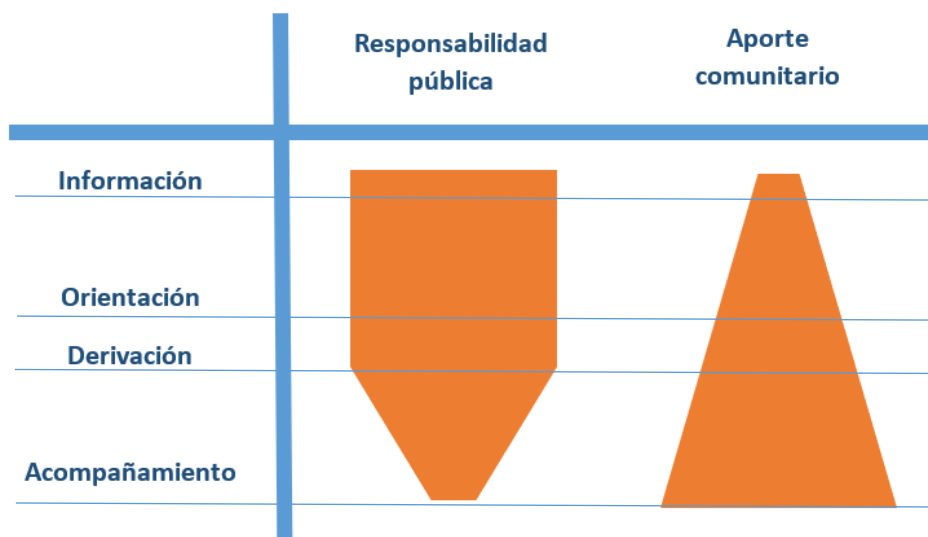 Responsabilidad
pública
Aporte
comunitario
Información
Orientación
Derivación
Acompañamiento